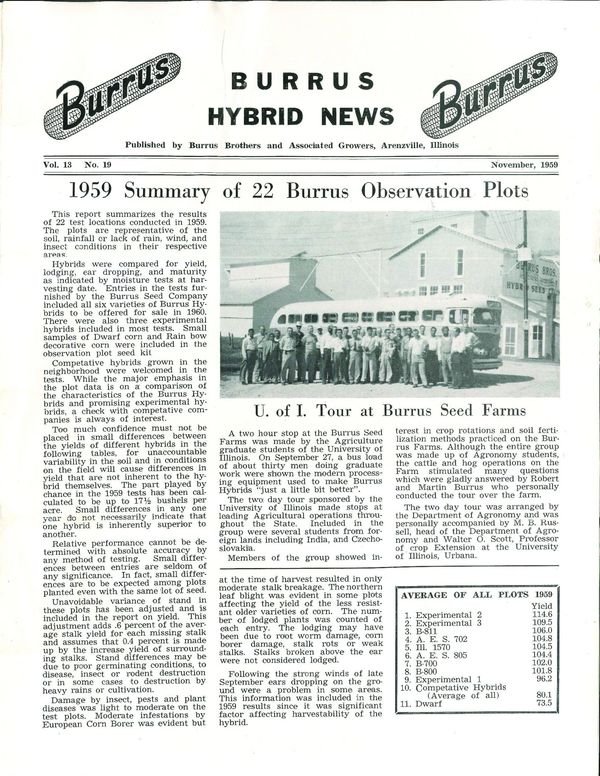 Burrus
BURRUS
HYBRID NEWS
Burrus
Published by Burrus Brothers and Associated Growers, Arenzville, Illinois
Vol. 13 No. 19
November, 1959
1959 Summary of 22 Burrus Observation Plots
This report summarizes the results
of 22 test locations conducted in 1959.
The plots are representative of the
soil, rainfall or lack of rain, wind, and
insect conditions in their respective
areas.
Hybrids were compared for yield,
lodging, ear dropping, and maturity
as indicated by moisture tests at har-
vesting date. Entries in the tests fur-
nished by the Burrus Seed Company
included all six varieties of Burrus Hy-
brids to be offered for sale in 1960.
There were also three experimental
hybrids included in most tests. Small
samples of Dwarf corn and Rain bow
decorative corn were included in the
observation plot seed kit
Competative hybrids grown in the
neighborhood were welcomed in the
tests. While the major emphasis in
the plot data is on a comparison of
the characteristics of the Burrus Hy-
brids and promising experimental hy-
brids, a check with competative com-
panies is always of interest.
Too much confidence must not be
placed in small differences between
the yields of different hybrids in the
following tables, for unaccountable
variability in the soil and in conditions
on the field will cause differences in
yield that are not inherent to the hy-
brid themselves. The part played by
chance in the 1959 tests has been cal-
culated to be up to 17½ bushels per
acre. Small differences in any one
year do not necessarily indicate that
one hybrid is inherently superior to
another.
Relative performance cannot be de-
termined with absolute accuracy by
any method of testing. Small differ-
ences between entries are seldom of
any significance. In fact, small differ-
ences are to be expected among plots
planted even with the same lot of seed.
Unavoidable variance of stand in
these plots has been adjusted and is
included in the report on yield. This
adjustment adds .6 percent of the aver-
age stalk yield for each missing stalk
and assumes that 0.4 percent is made
up by the increase yield of surround-
ing stalks. Stand differences may be
due to poor germinating conditions, to
disease, insect or rodent destruction
or in some cases to destruction by
heavy rains or cultivation.
Damage by insect, pests and plant
diseases was light to moderate on the
test plots. Moderate infestations by
European Corn Borer was evident but
BURRUS BROS.
HYBRID SEED
U. of I. Tour at Burrus Seed Farms
A two hour stop at the Burrus Seed
Farms was made by the Agriculture
graduate students of the University of
Illinois. On September 27, a bus load
of about thirty men doing graduate
work were shown the modern process-
ing equipment used to make Burrus
Hybrids "just a little bit better".
The two day tour sponsored by the
University of Illinois made stops at
leading Agricultural operations throu-
ghout the State. Included in the
group were several students from for-
eign lands including India, and Czecho-
slovakia.
Members of the group showed in-
terest in crop rotations and soil ferti-
lization methods practiced on the Bur-
rus Farms. Although the entire group
was made up of Agronomy students,
the cattle and hog operations on the
Farm stimulated many questions
which were gladly answered by Robert
and Martin Burrus who personally
conducted the tour over the farm.
The two day tour was arranged by
the Department of Agronomy and was
personally accompanied by M. B. Rus-
sell, head of the Department of Agro-
nomy and Walter O. Scott, Professor
of crop Extension at the University
of Illinois, Urbana.
at the time of harvest resulted in only
moderate stalk breakage. The northern
leaf blight was evident in some plots
affecting the yield of the less resist-
ant older varieties of corn. The num-
ber of lodged plants was counted of
each entry. The lodging may have
been due to root worm damage, corn
borer damage, stalk rots or weak
stalks. Stalks broken above the ear
were not considered lodged.
Following the strong winds of late
September ears dropping on the gro-
und were a problem in some areas.
This information was included in the
1959 results since it was significant
factor affecting harvestability of the
hybrid.
AVERAGE OF ALL PLOTS 1959
Yield
1. Experimental 2 114.6
2. Experimental 3 109.5
3. B-811 106.0
4. A. E. S. 702 104.8
5. Ill. 1570 104.5
6. A. E. S. 805 104.4
7. B-700 102.0
8. B-800 101.8
9. Experimental 1 96.2
10. Competative Hybrids
(Average of all) 80.1
11. Dwarf 73.5